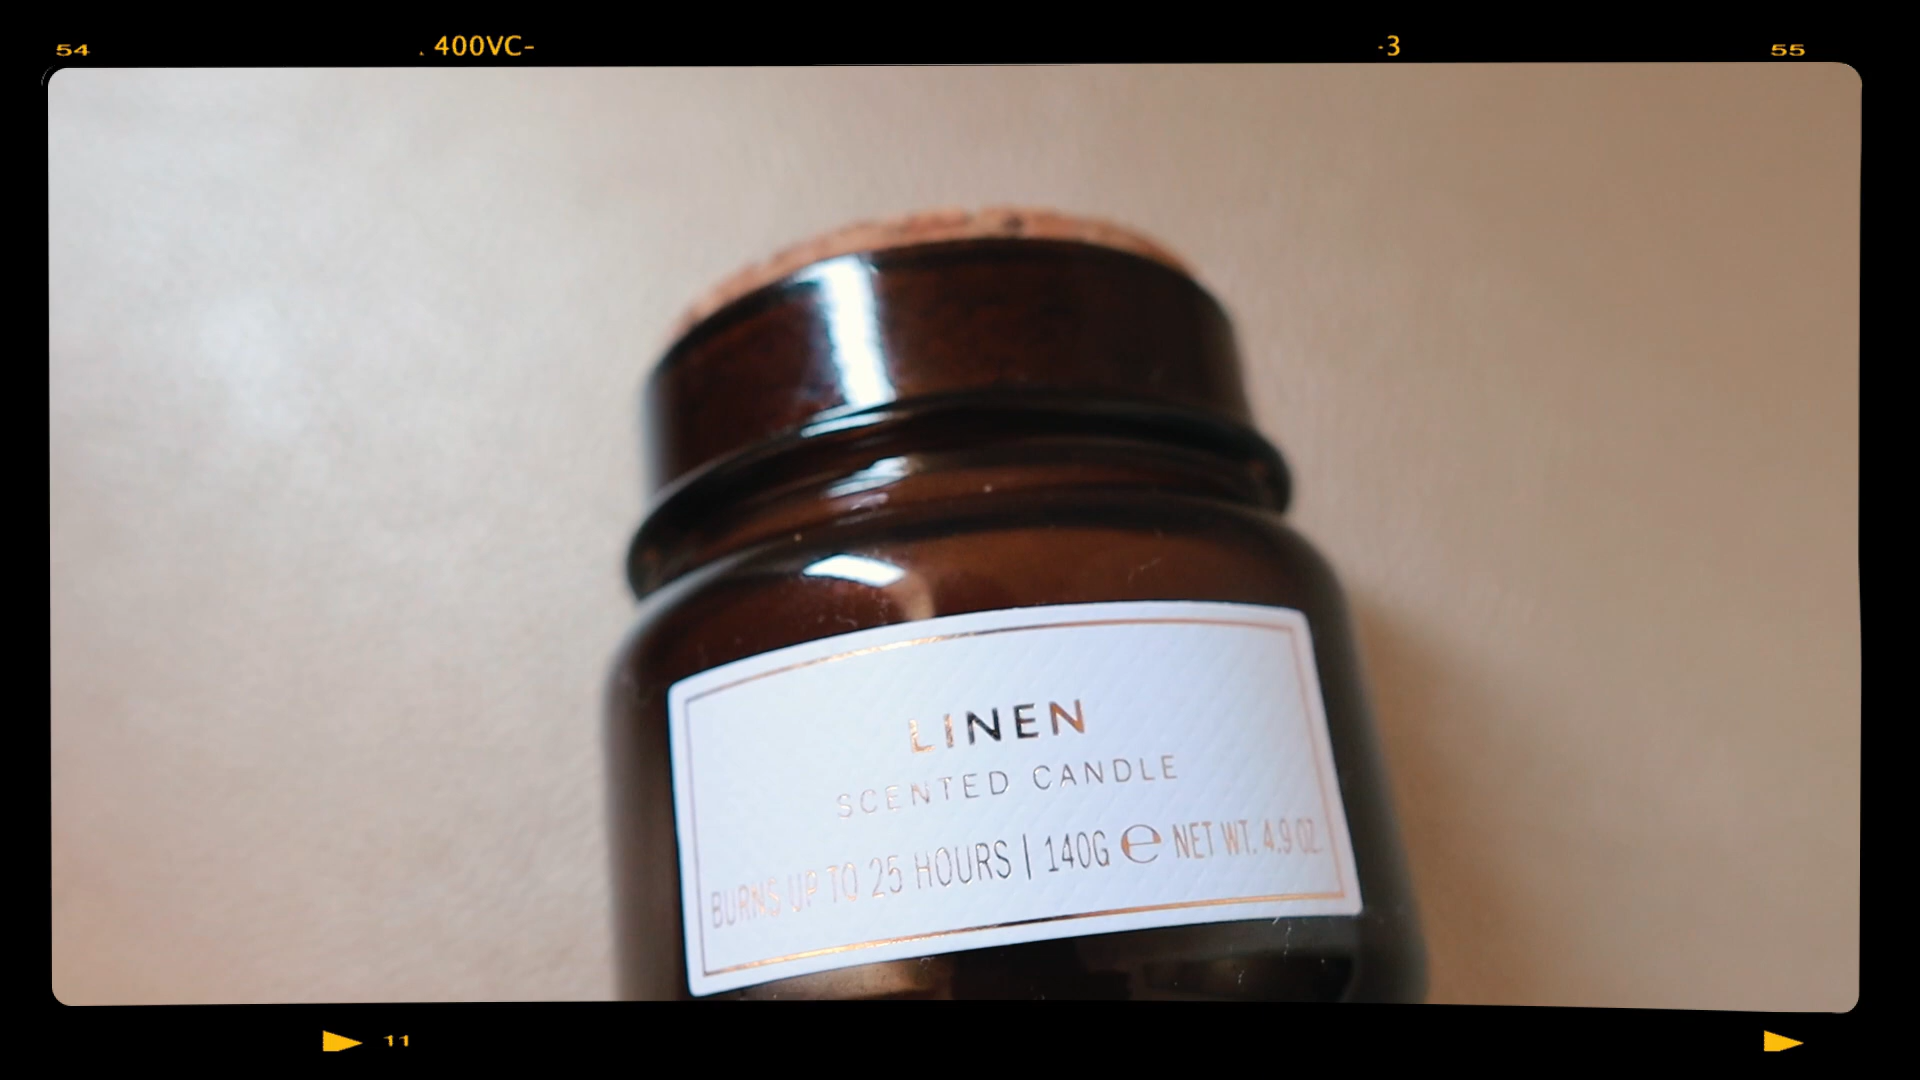 54 . 400VC- ·3 55
LINEN
SCENTED CANDLE
BURNS UP TO 25 HOURS | 140G ℮ NET WT. 4.9 OZ.
11